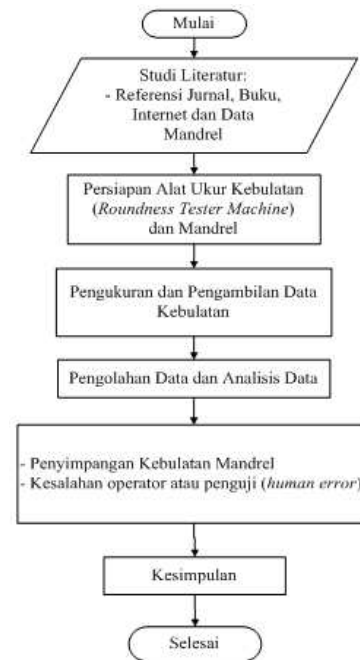 Mulai
Studi Literatur:
- Referensi Jurnal, Buku,
Internet dan Data
Mandrel
Persiapan Alat Ukur Kebulatan
(Roundness Tester Machine)
dan Mandrel
Pengukuran dan Pengambilan Data
Kebulatan
Pengolahan Data dan Analisis Data
- Penyimpangan Kebulatan Mandrel
- Kesalahan operator atau penguji (human error)
Kesimpulan
Selesai